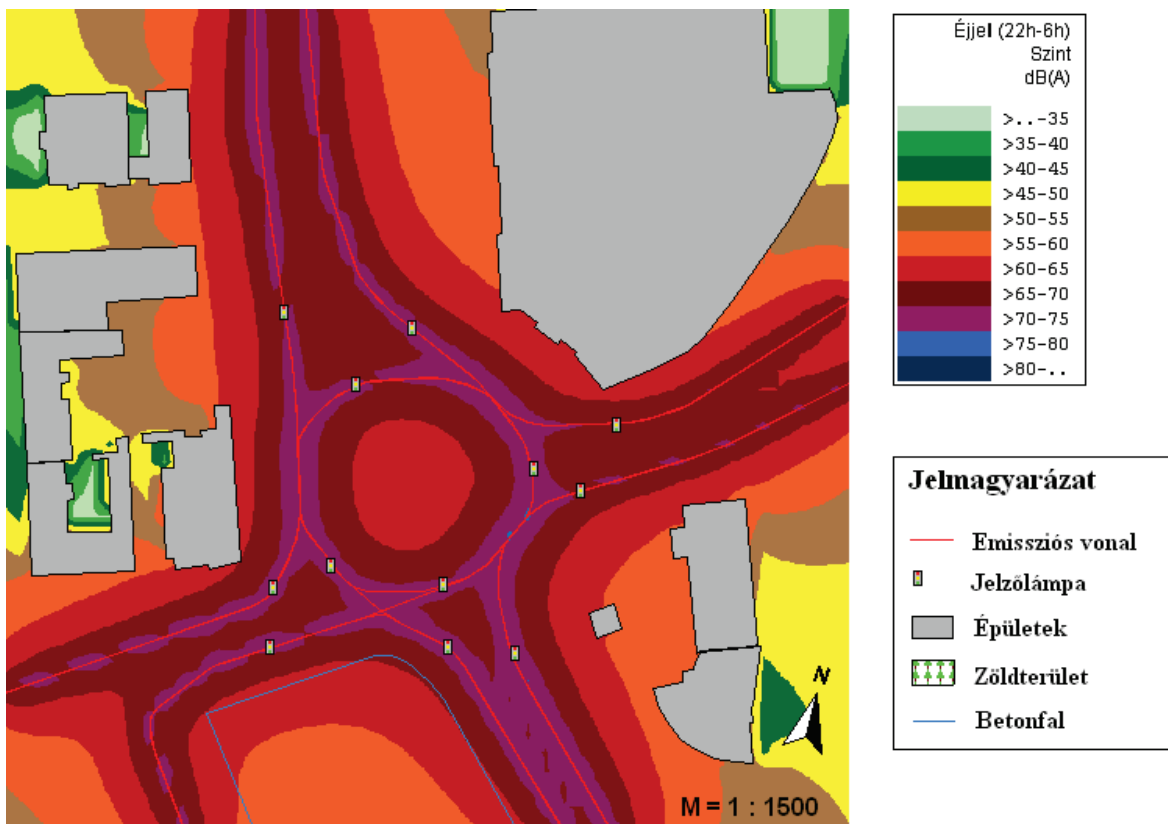 Éjjel (22h-6h)
Szint
dB(A)
>..-35
>35-40
>40-45
>45-50
>50-55
>55-60
>60-65
>65-70
>70-75
>75-80
>80-..
Jelmagyarázat
Emissziós vonal
Jelzőlámpa
Épületek
Zöldterület
Betonfal
N
M = 1 : 1500